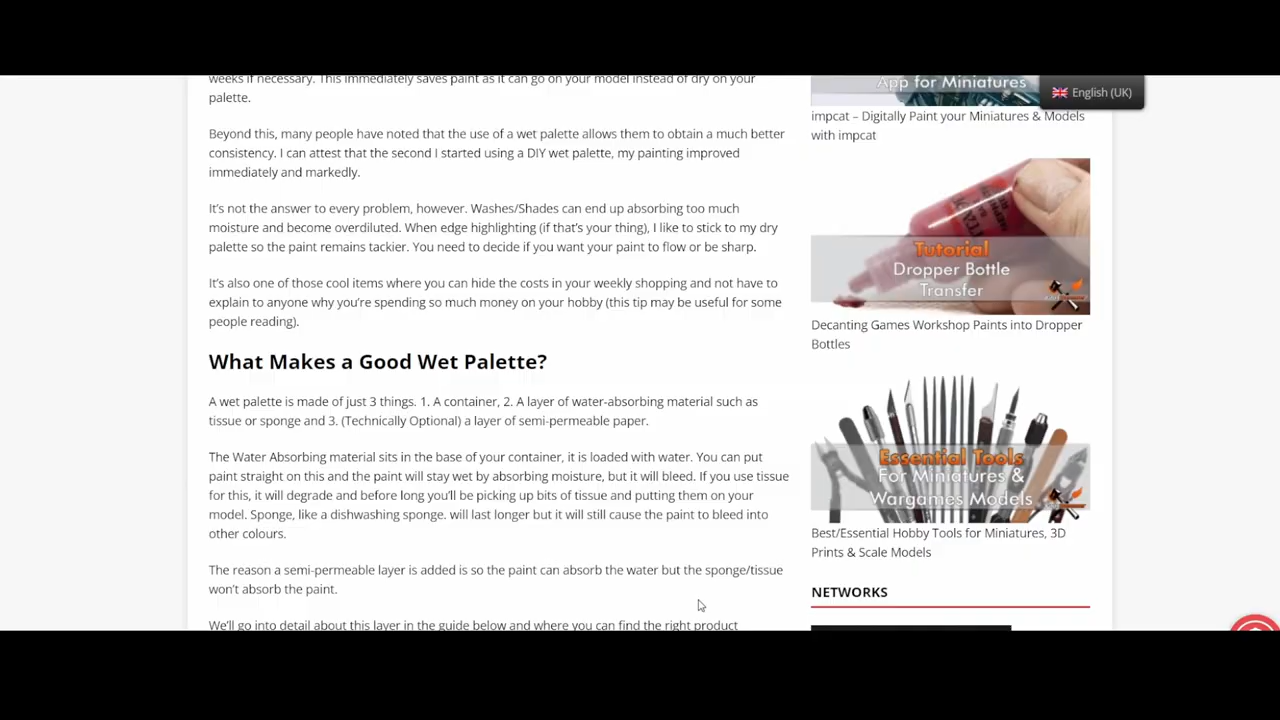 weeks if necessary. This immediately saves paint as it can go on your model instead of dry on your
palette.
Beyond this, many people have noted that the use of a wet palette allows them to obtain a much better
consistency. I can attest that the second I started using a DIY wet palette, my painting improved
immediately and markedly.
It's not the answer to every problem, however. Washes/Shades can end up absorbing too much
moisture and become overdiluted. When edge highlighting (if that's your thing), I like to stick to my dry
palette so the paint remains tackier. You need to decide if you want your paint to flow or be sharp.
It's also one of those cool items where you can hide the costs in your weekly shopping and not have to
explain to anyone why you're spending so much money on your hobby (this tip may be useful for some
people reading).
What Makes a Good Wet Palette?
A wet palette is made of just 3 things. 1. A container, 2. A layer of water-absorbing material such as
tissue or sponge and 3. (Technically Optional) a layer of semi-permeable paper.
The Water Absorbing material sits in the base of your container, it is loaded with water. You can put
paint straight on this and the paint will stay wet by absorbing moisture, but it will bleed. If you use tissue
for this, it will degrade and before long you'll be picking up bits of tissue and putting them on your
model. Sponge, like a dishwashing sponge. will last longer but it will still cause the paint to bleed into
other colours.
The reason a semi-permeable layer is added is so the paint can absorb the water but the sponge/tissue
won't absorb the paint.
We'll go into detail about this layer in the guide below and where you can find the right product
App for Miniatures
English (UK)
impcat – Digitally Paint your Miniatures & Models
with impcat
Tutorial
Dropper Bottle
Transfer
Decanting Games Workshop Paints into Dropper
Bottles
Essential Tools
For Miniatures &
Wargames Models
Best/Essential Hobby Tools for Miniatures, 3D
Prints & Scale Models
NETWORKS